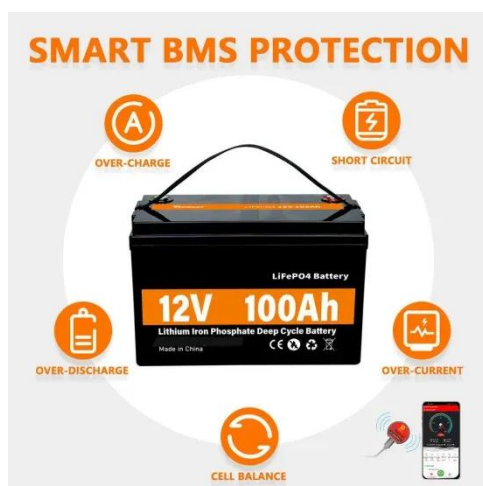 SMART BMS PROTECTION
OVER-CHARGE
SHORT CIRCUIT
LiFePO4 Battery
12V 100Ah
Lithium Iron Phosphate Deep Cycle Battery
Made in China
CE
OVER-DISCHARGE
OVER-CURRENT
CELL BALANCE